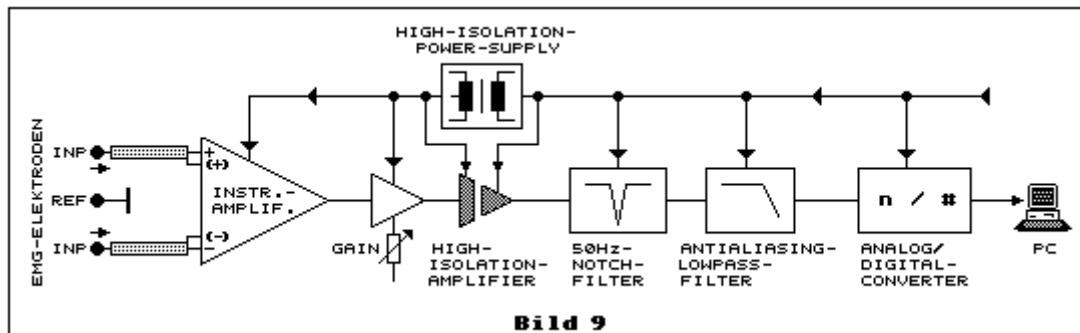 HIGH-ISOLATION-
POWER-SUPPLY
EMG-ELEKTRODEN
INP
+
(+)
REF
INSTR.-
AMPLIF.
INP
(-)
-
GAIN
HIGH-
ISOLATION-
AMPLIFIER
50Hz-
NOTCH-
FILTER
ANTIALIASING-
LOWPASS-
FILTER
n / #
ANALOG/
DIGITAL-
CONVERTER
PC
Bild 9